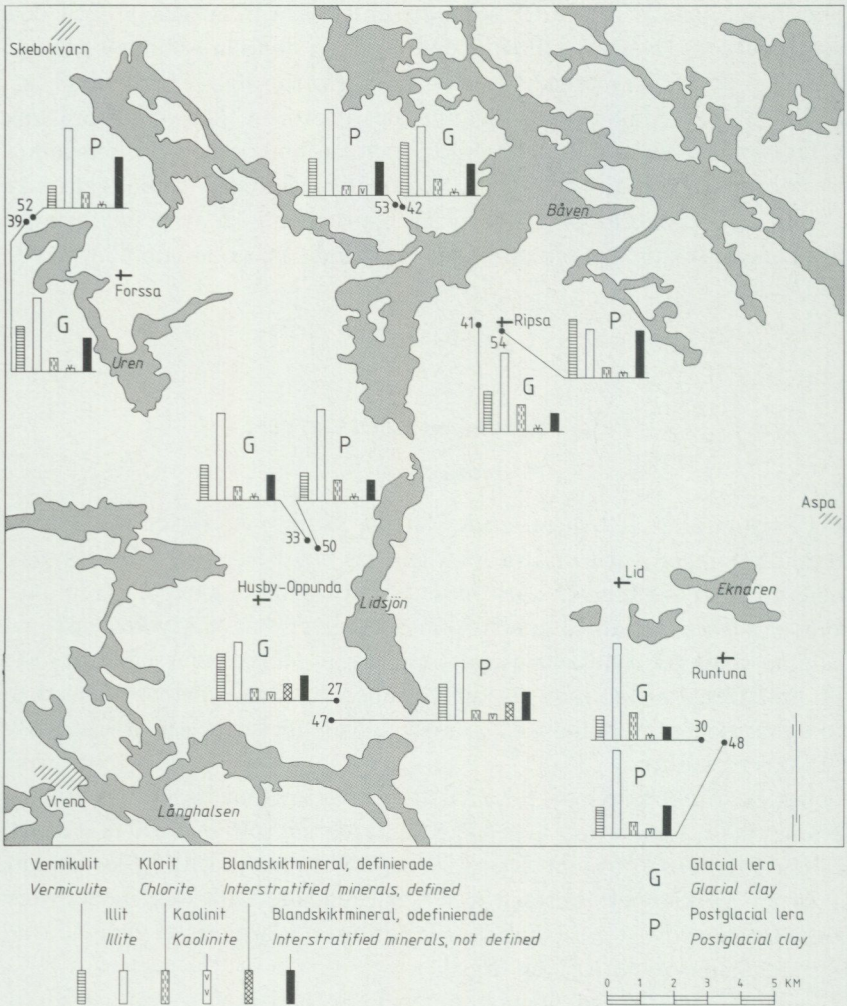 Skebokvarn
P
P
G
52
39
53
42
Båven
Forssa
G
Uren
41
Ripsa
54
P
G
G
P
Aspa
33
50
Husby-Oppunda
Lid
Lidsjön
Eknaren
G
27
P
Runtuna
47
G
30
48
P
Vrena
Långhalsen
Vermikulit Klorit Blandskiktmineral, definierade
Vermiculite Chlorite Interstratified minerals, defined
Illit Kaolinit Blandskiktmineral, odefinierade
Illite Kaolinite Interstratified minerals, not defined
G Glacial lera
Glacial clay
P Postglacial lera
Postglacial clay
0 1 2 3 4 5 KM